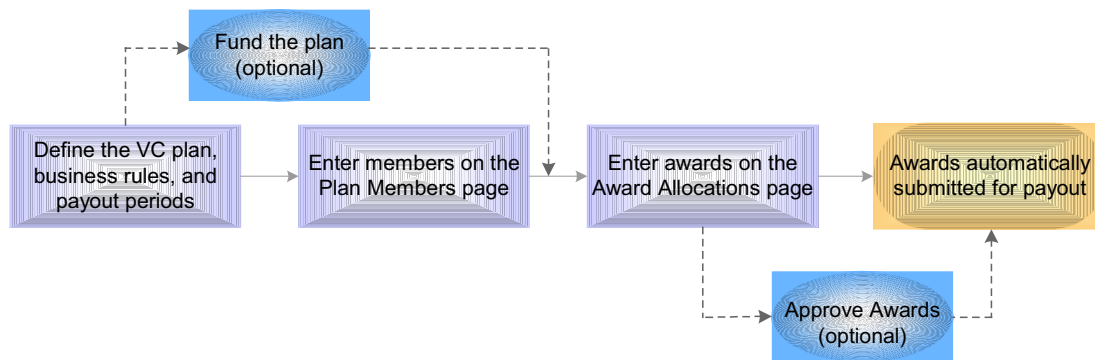 Fund the plan
(optional)
Define the VC plan,
business rules, and
payout periods
Enter members on the
Plan Members page
Enter awards on the
Award Allocations page
Awards automatically
submitted for payout
Approve Awards
(optional)